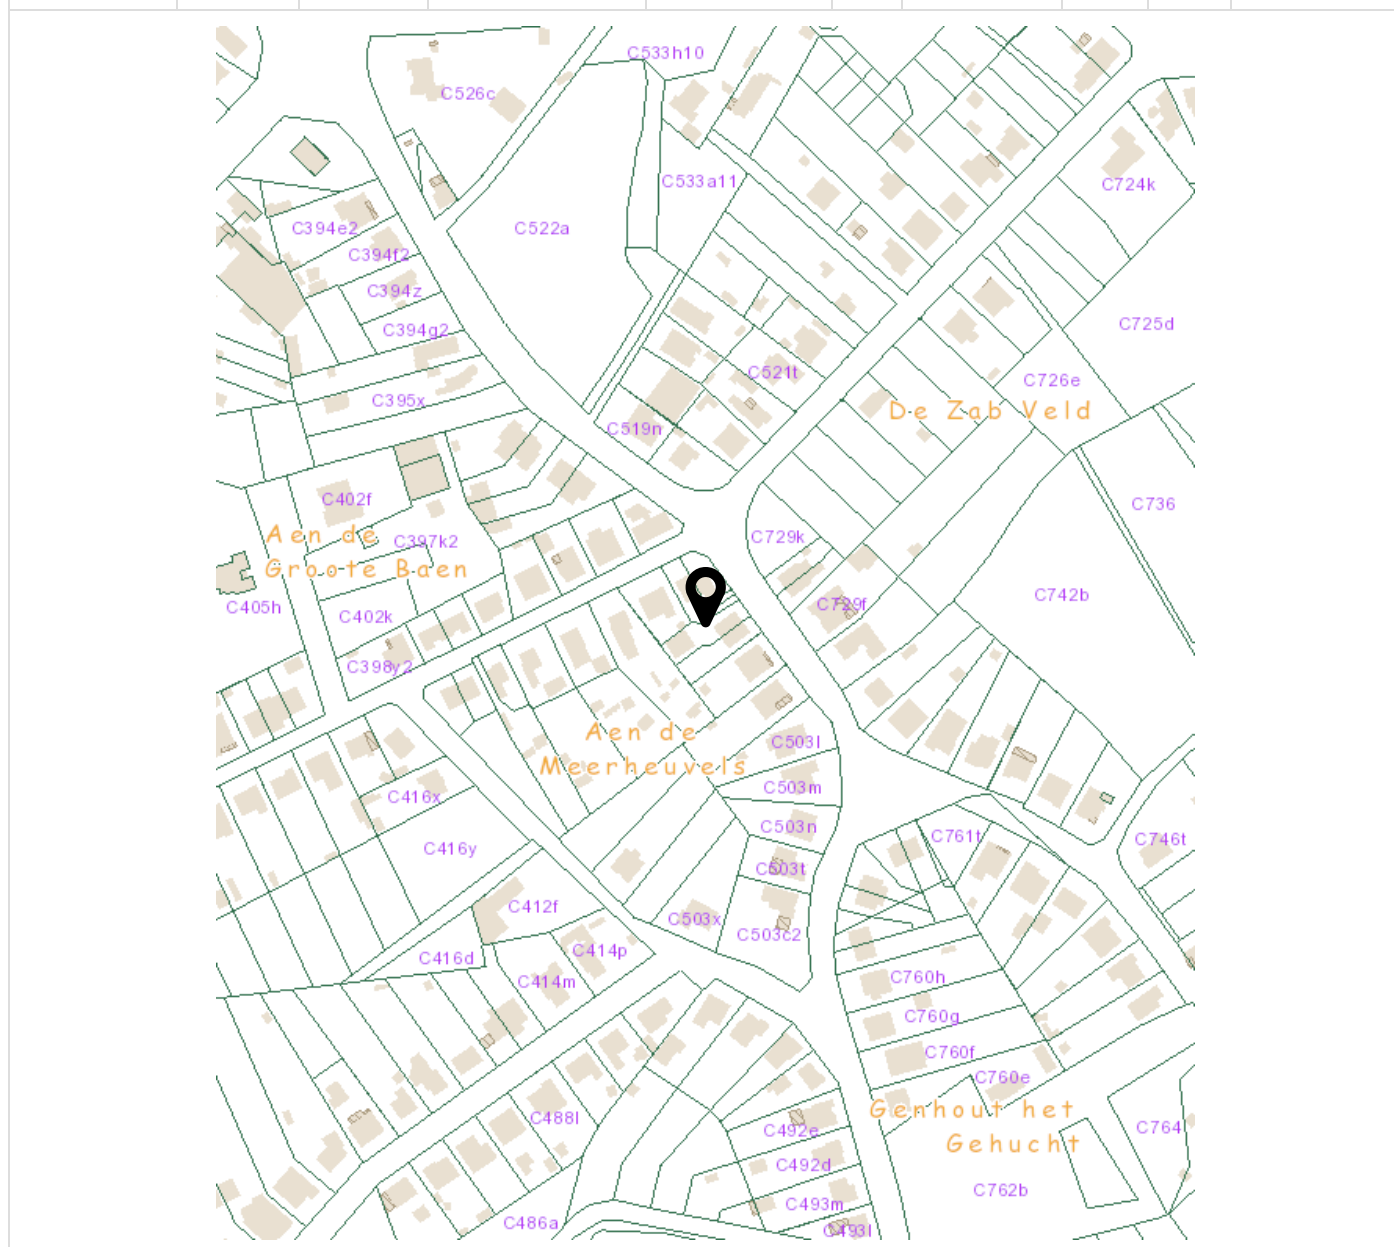 C533h10
C526c
C533a11
C724k
C394e2
C522a
C394f2
C394z
C725d
C394g2
C521t
C726e
C395x
De Zab Veld
C519n
C402f
C736
Aen de
C729k
C397k2
Groote Baen
C742b
C729f
C405h
C402k
C398y2
Aen de
C503l
Meerheuvels
C503m
C416x
C503n
C761t
C746t
C416y
C503t
C412f
C503x
C503c2
C414p
C416d
C760h
C414m
C760g
C760f
C760e
Genhout het
C488l
C492e
C764
Gehucht
C492d
C762b
C493m
C486a
C493l